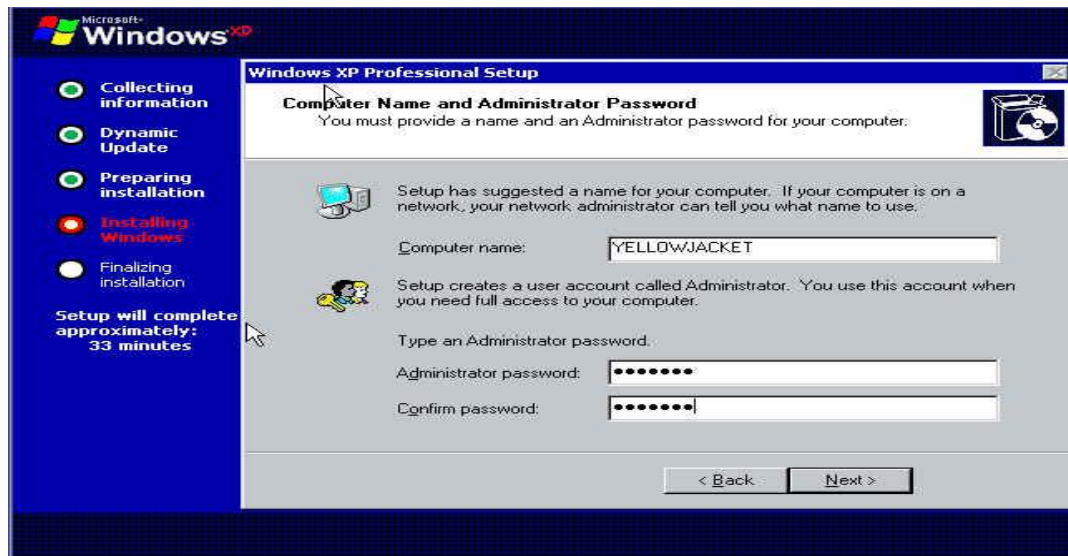 Microsoft
Windows xp
Collecting
information
Dynamic
Update
Preparing
installation
Installing
Windows
Finalizing
installation
Setup will complete
approximately:
33 minutes
Windows XP Professional Setup
Computer Name and Administrator Password
You must provide a name and an Administrator password for your computer.
Setup has suggested a name for your computer. If your computer is on a
network, your network administrator can tell you what name to use.
Computer name: YELLOWJACKET
Setup creates a user account called Administrator. You use this account when
you need full access to your computer.
Type an Administrator password.
Administrator password: •••••••
Confirm password: •••••••
< Back Next >